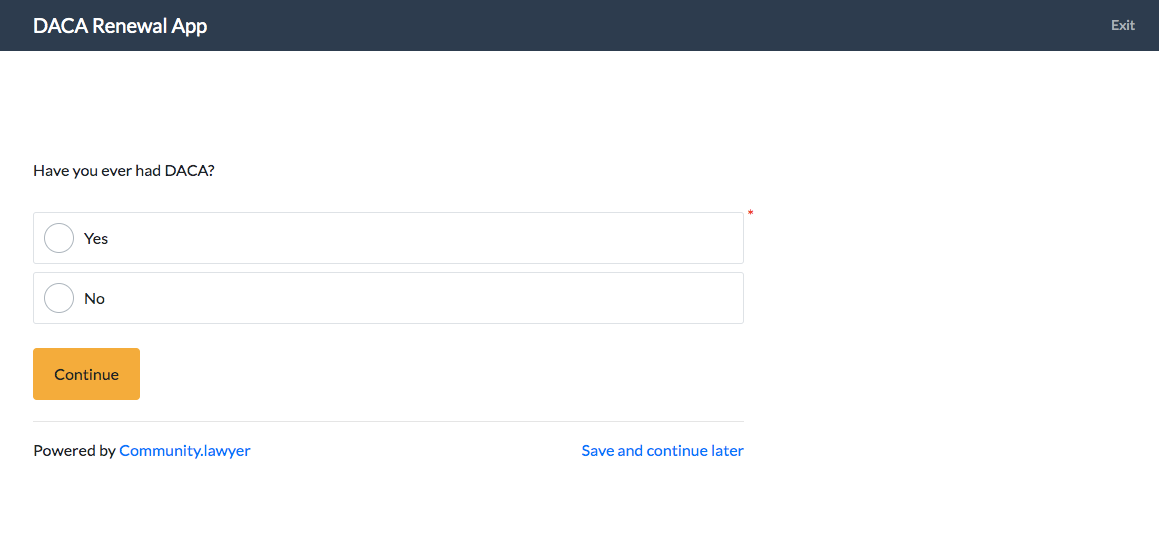 DACA Renewal App
Exit
Have you ever had DACA?
*
Yes
No
Continue
Powered by Community.lawyer
Save and continue later